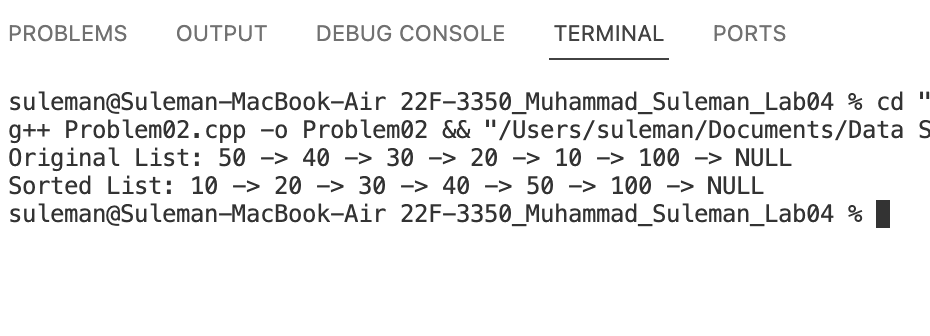 PROBLEMS OUTPUT DEBUG CONSOLE TERMINAL PORTS
suleman@Suleman-MacBook-Air 22F-3350_Muhammad_Suleman_Lab04 % cd "
g++ Problem02.cpp -o Problem02 && "/Users/suleman/Documents/Data S
Original List: 50 -> 40 -> 30 -> 20 -> 10 -> 100 -> NULL
Sorted List: 10 -> 20 -> 30 -> 40 -> 50 -> 100 -> NULL
suleman@Suleman-MacBook-Air 22F-3350_Muhammad_Suleman_Lab04 %